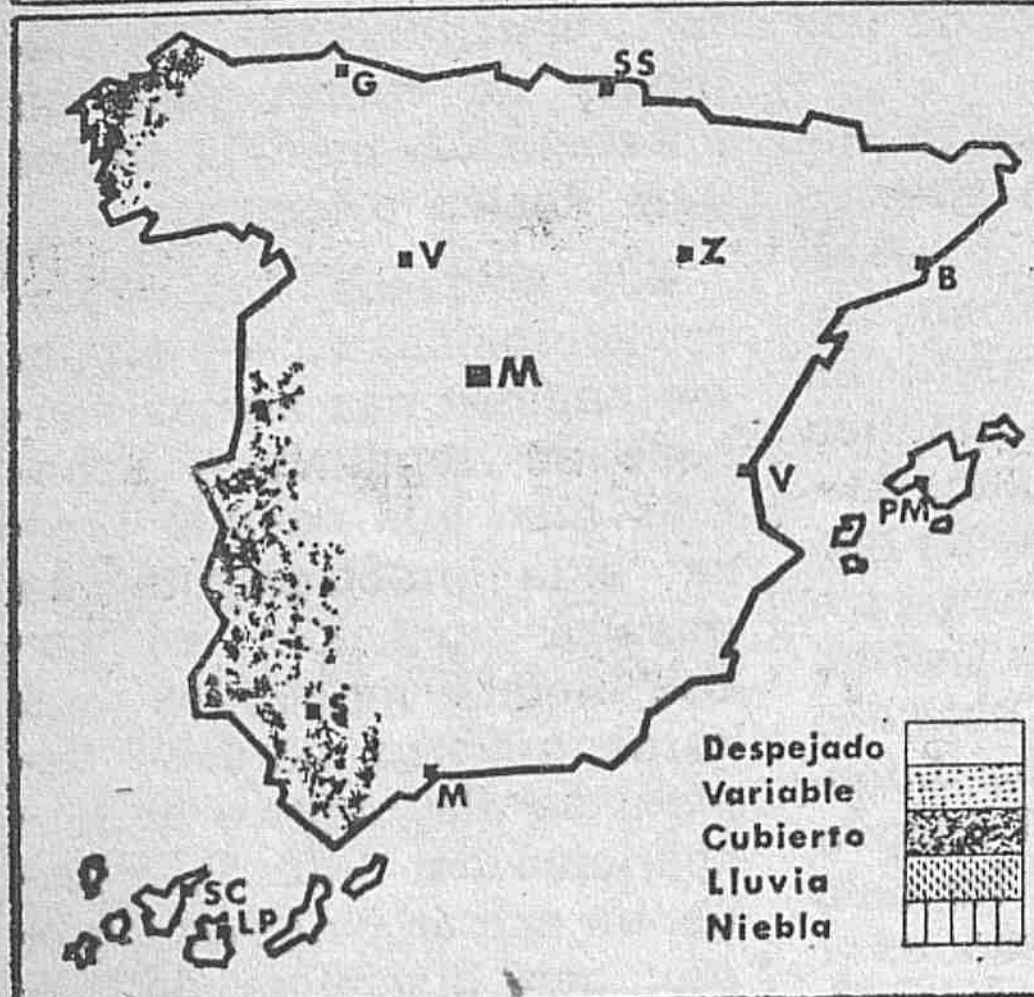 G
SS
V
Z
B
M
V
PM
S
M
Despejado
Variable
Cubierto
Lluvia
Niebla
SC
LP